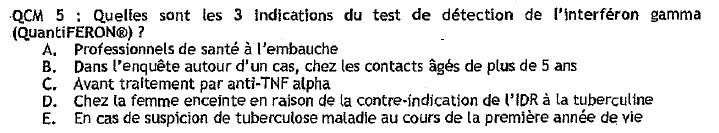 QCM 5 : Quelles sont les 3 indications du test de détection de l'interféron gamma
(QuantiFERON®) ?
A. Professionnels de santé à l'embauche
B. Dans l'enquête autour d'un cas, chez les contacts âgés de plus de 5 ans
C. Avant traitement par anti-TNF alpha
D. Chez la femme enceinte en raison de la contre-indication de l'IDR à la tuberculine
E. En cas de suspicion de tuberculose maladie au cours de la première année de vie